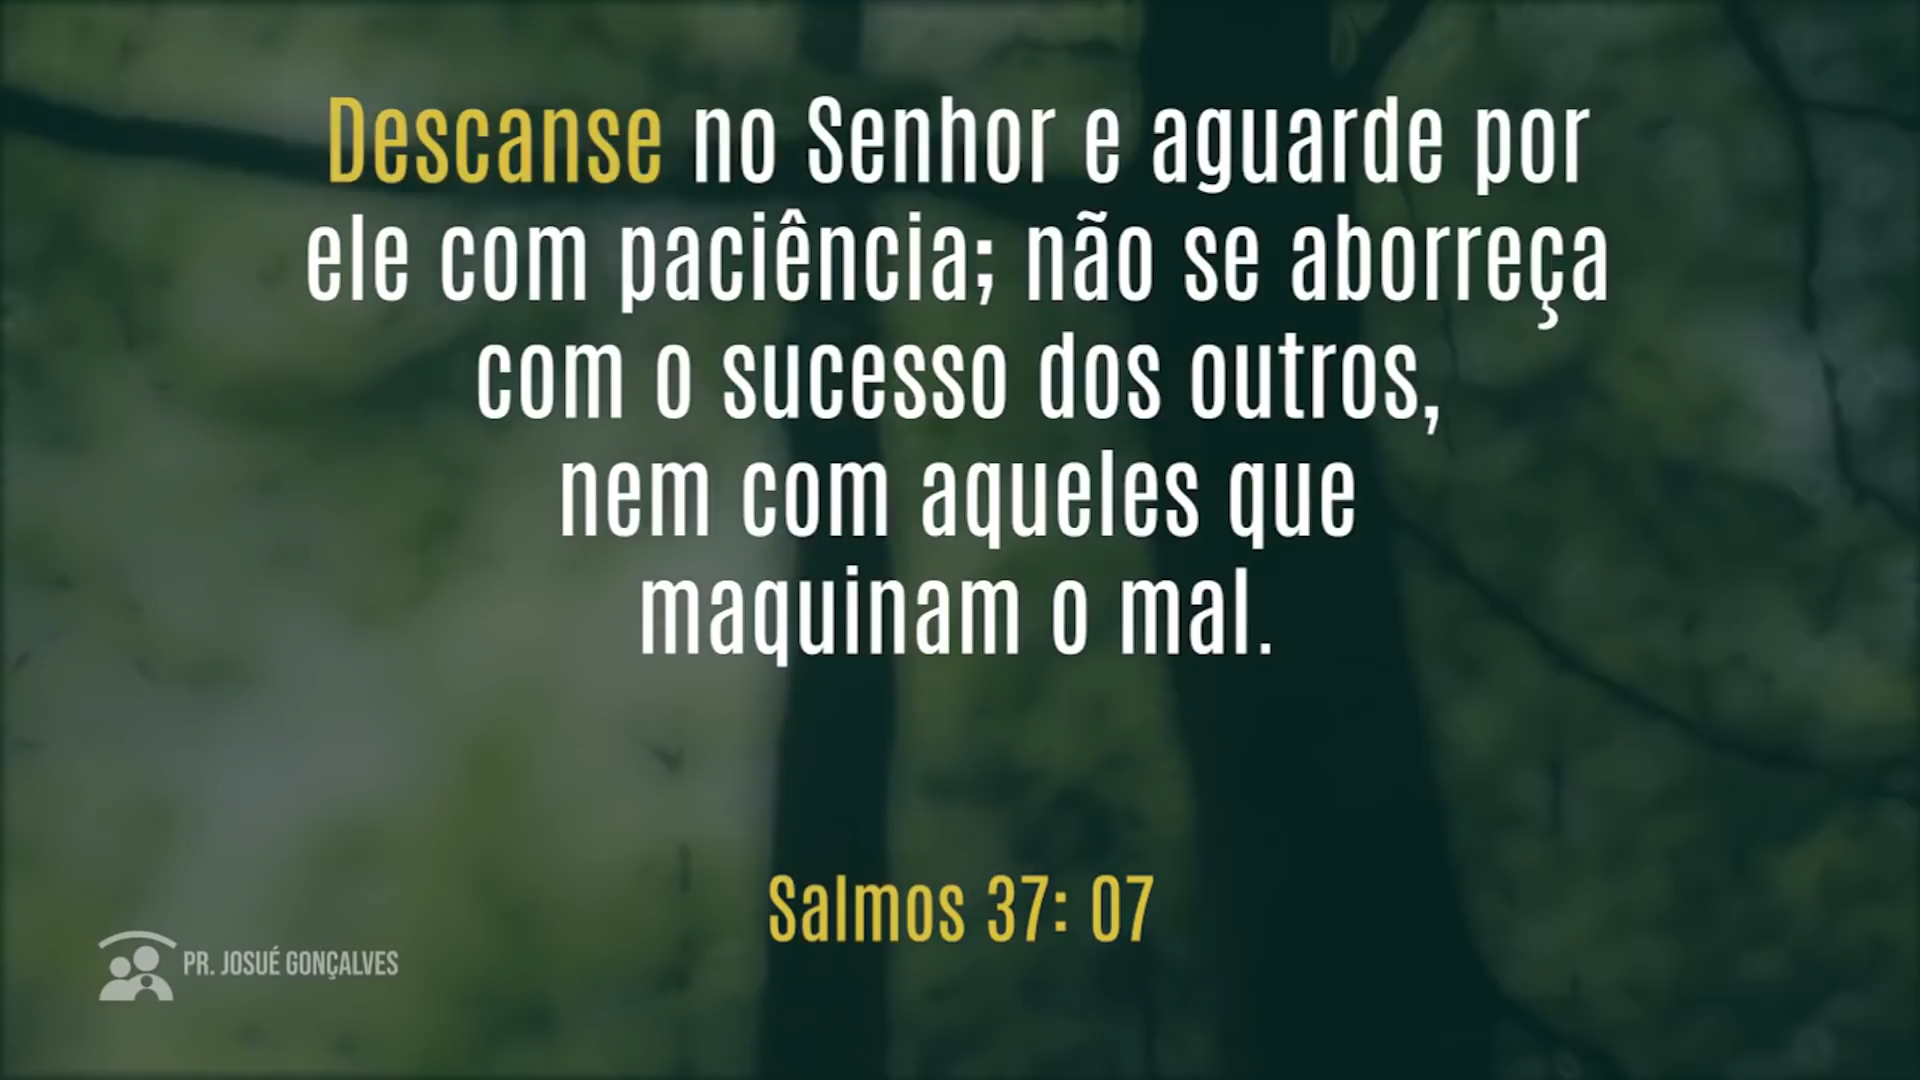 Descanse no Senhor e aguarde por
ele com paciência; não se aborreça
com o sucesso dos outros,
nem com aqueles que
maquinam o mal.
Salmos 37: 07
PR. JOSUÉ GONÇALVES